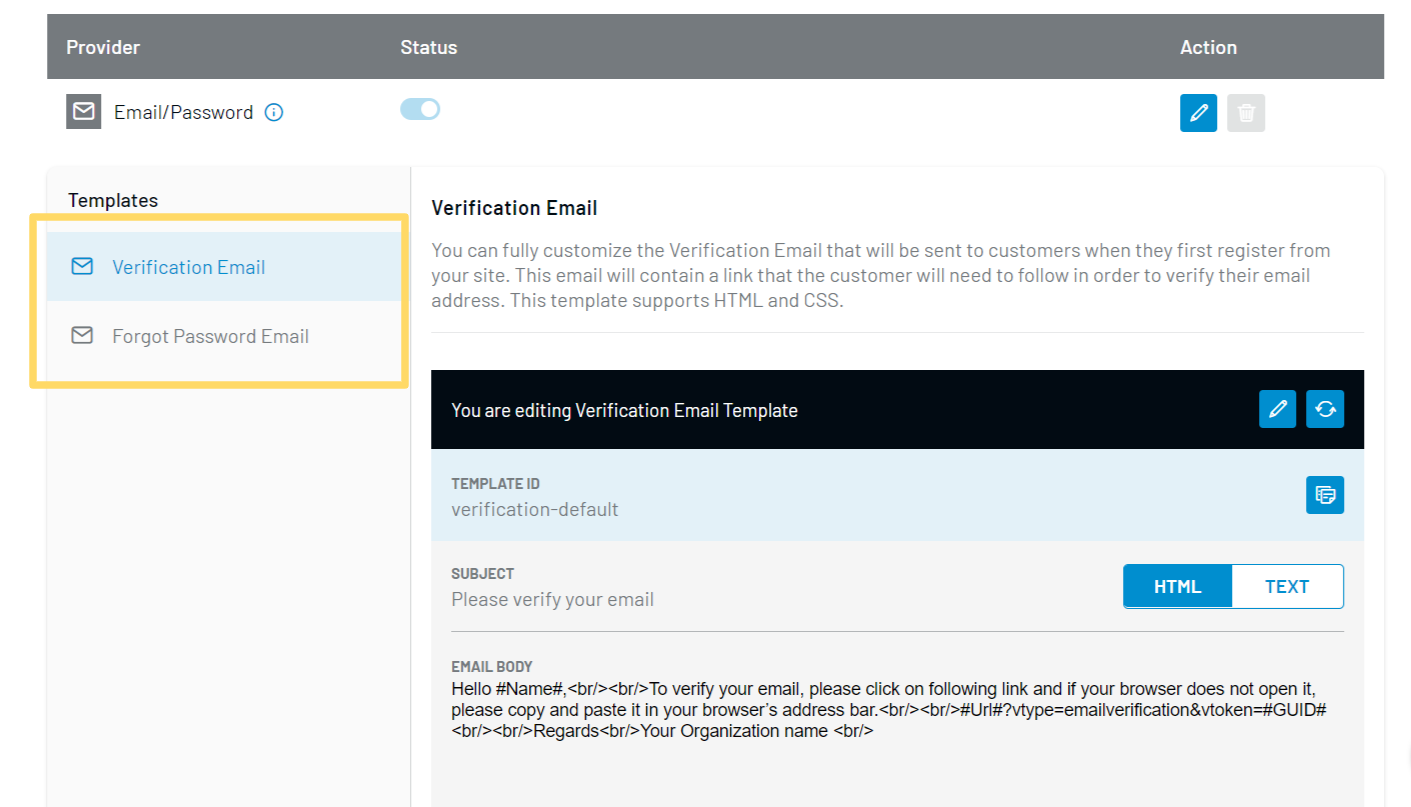 Provider Status Action
Email/Password
Templates
Verification Email
Forgot Password Email
Verification Email
You can fully customize the Verification Email that will be sent to customers when they first register from
your site. This email will contain a link that the customer will need to follow in order to verify their email
address. This template supports HTML and CSS.
You are editing Verification Email Template
TEMPLATE ID
verification-default
SUBJECT
Please verify your email
HTML TEXT
EMAIL BODY
Hello #Name#,<br/><br/>To verify your email, please click on following link and if your browser does not open it,
please copy and paste it in your browser’s address bar.<br/><br/>#Url#?vtype=emailverification&vtoken=#GUID#
<br/><br/>Regards<br/>Your Organization name <br/>